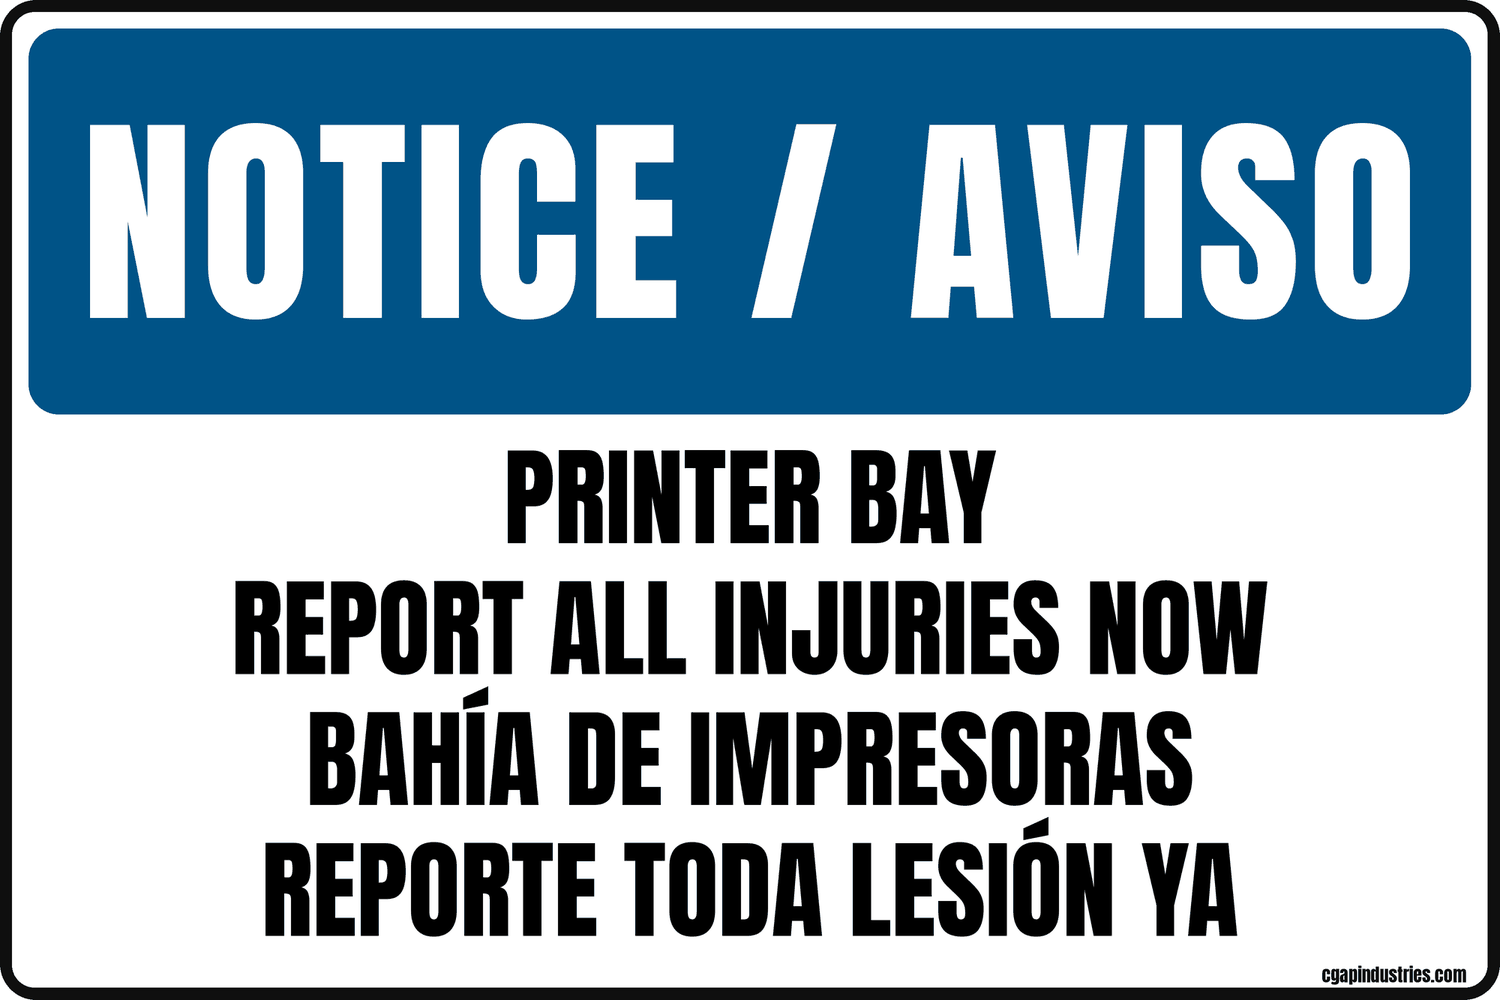 NOTICE / AVISO
PRINTER BAY
REPORT ALL INJURIES NOW
BAHÍA DE IMPRESORAS
REPORTE TODA LESIÓN YA
cgapindustries.com